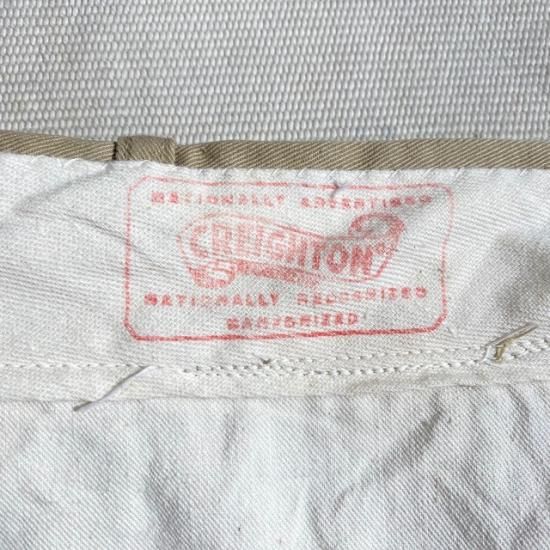 NATIONALLY ADVERTISED
CREIGHTON
NATIONALLY RECOGNIZED
SANFORIZED